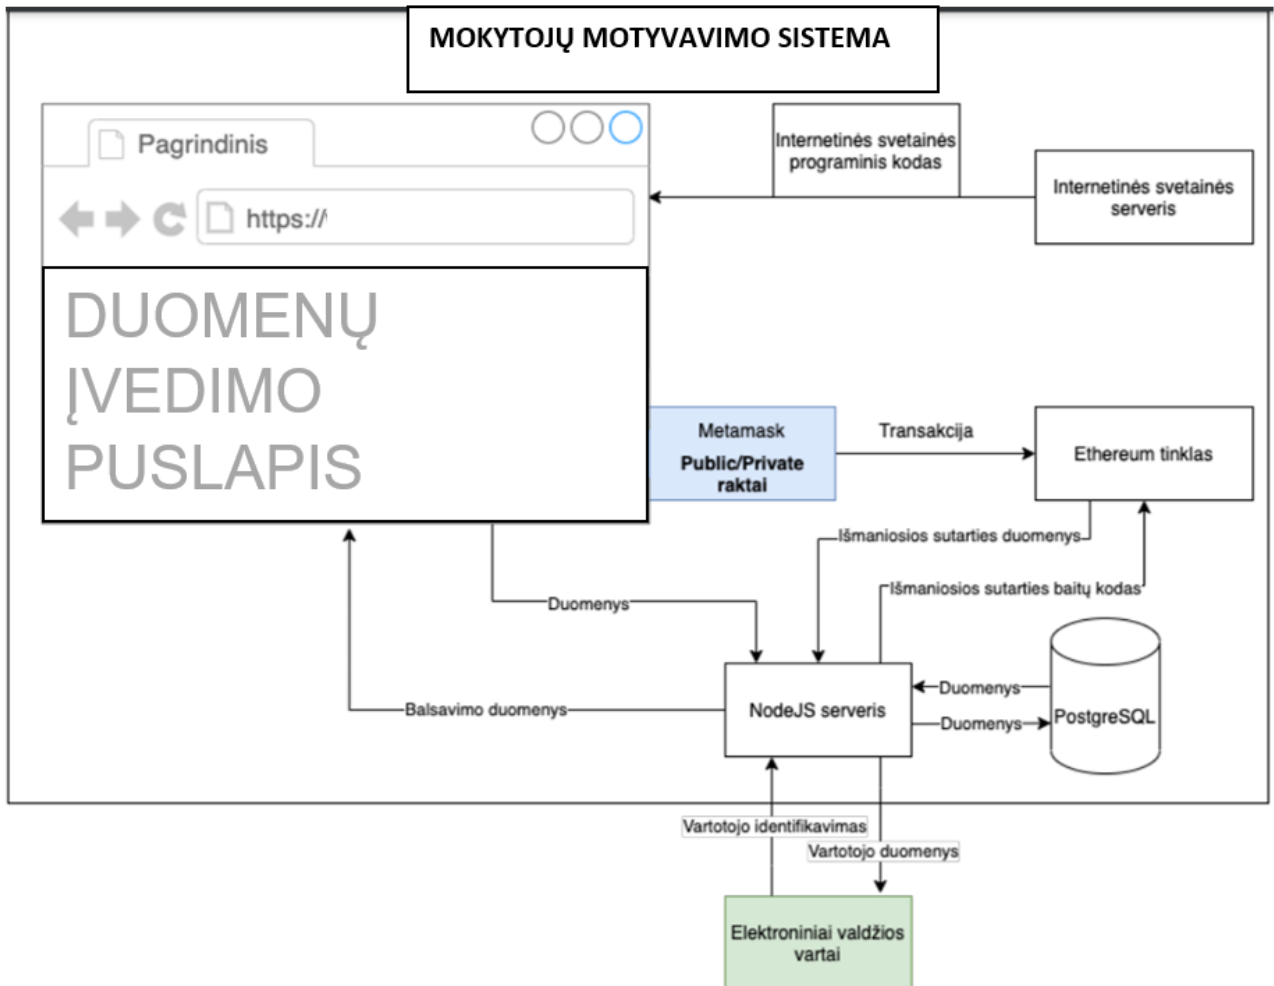 MOKYTOJŲ MOTYVAVIMO SISTEMA
Pagrindinis
https://
Internetinės svetainės
programinis kodas
Internetinės svetainės
serveris
DUOMENŲ
ĮVEDIMO
PUSLAPIS
Metamask
Public/Private
raktai
Transakcija
Ethereum tinklas
Išmaniosios sutarties duomenys
Išmaniosios sutarties baitų kodas
Duomenys
Balsavimo duomenys
NodeJS serveris
Duomenys
Duomenys
PostgreSQL
Vartotojo identifikavimas
Vartotojo duomenys
Elektroniniai valdžios
vartai